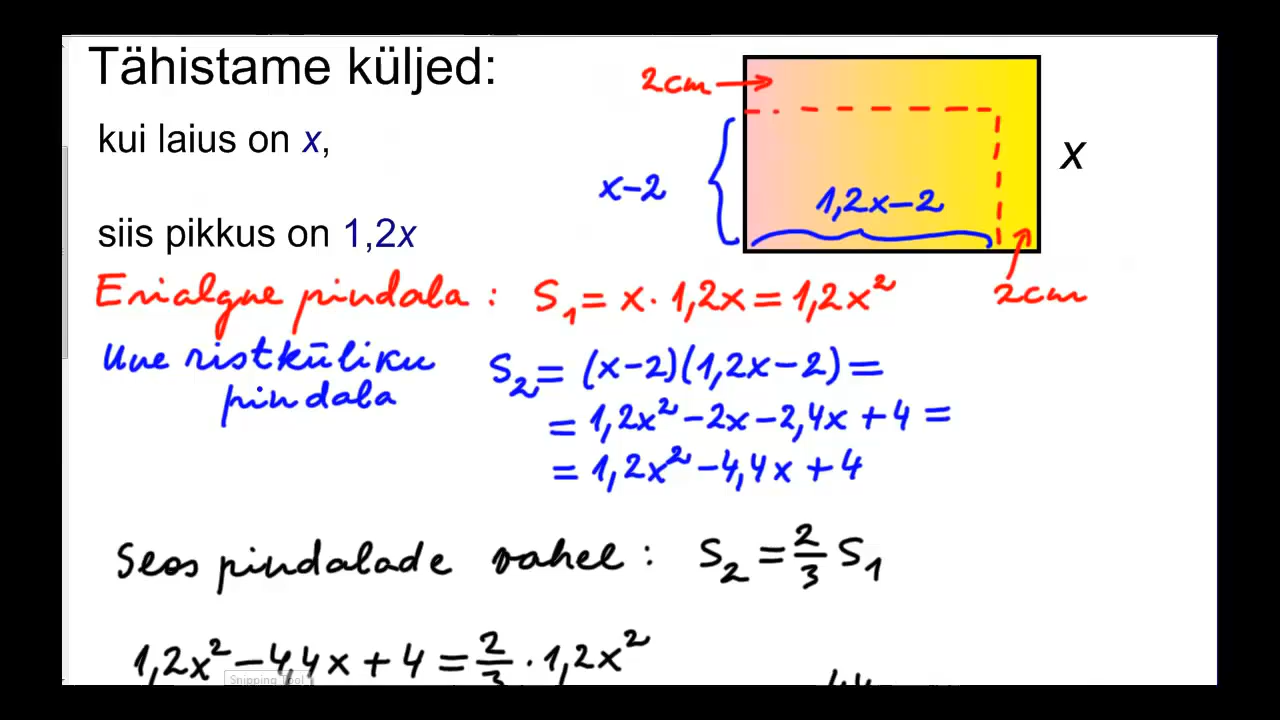 Tähistame küljed:
2cm
kui laius on x,
x
x-2
1,2x-2
siis pikkus on 1,2x
2cm
Esialgne pindala: S₁ = x · 1,2x = 1,2x²
Uue ristküliku pindala
S₂ = (x-2)(1,2x-2) =
= 1,2x² - 2x - 2,4x + 4 =
= 1,2x² - 4,4x + 4
Seos pindalade vahel: S₂ = 2/3 S₁
1,2x² - 4,4x + 4 = 2/3 · 1,2x²
Snipping Tool